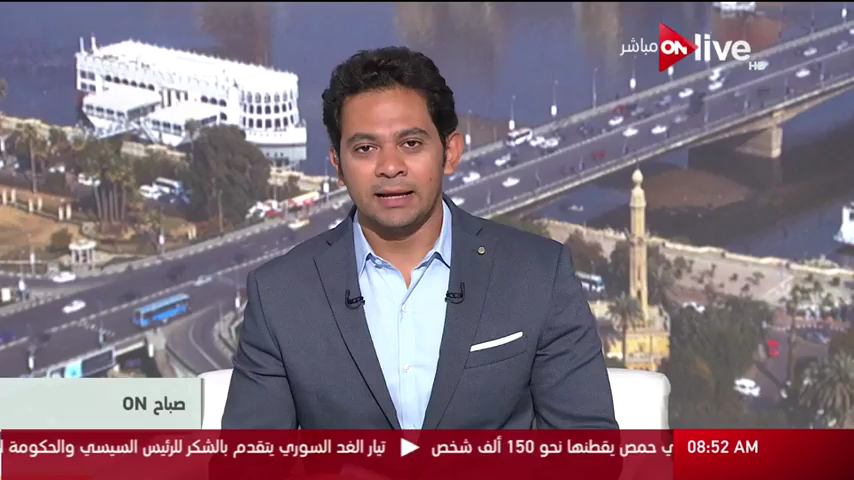 مباشر ON live
HD
صباح ON
ي حمص يقطنها نحو 150 ألف شخص ◀ تيار الغد السوري يتقدم بالشكر للرئيس السيسي والحكومة ا
08:52 AM